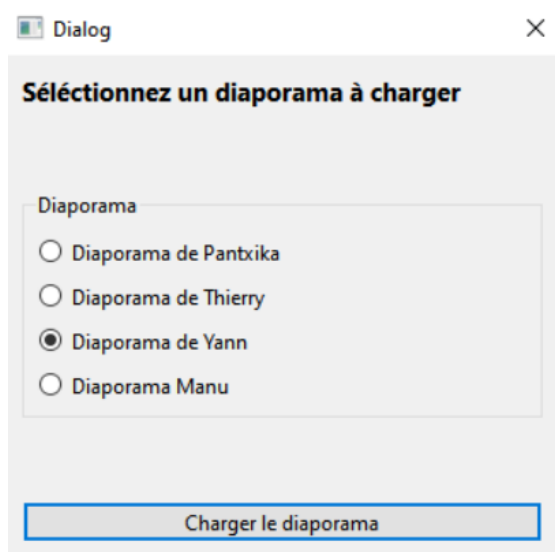 Dialog
Séléctionnez un diaporama à charger
Diaporama
Diaporama de Pantxika
Diaporama de Thierry
Diaporama de Yann
Diaporama Manu
Charger le diaporama